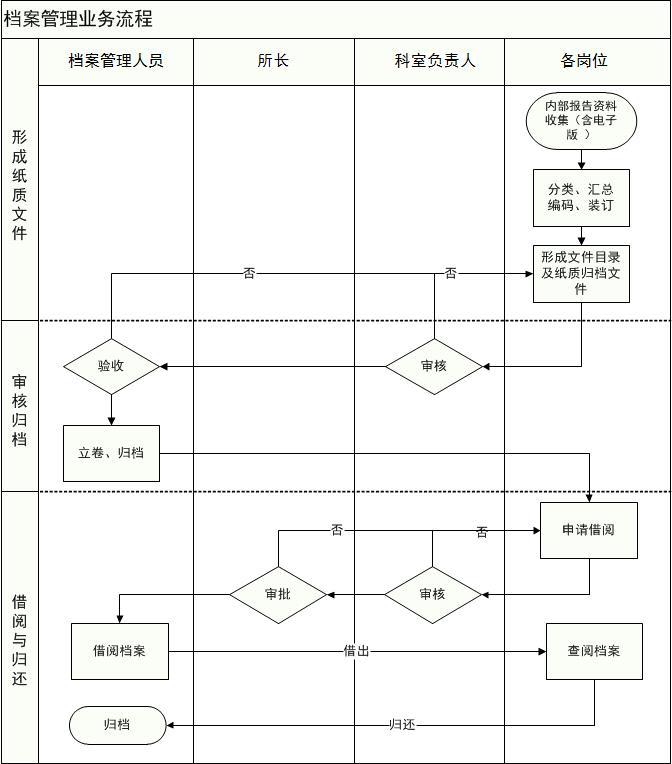 档案管理业务流程
档案管理人员
所长
科室负责人
各岗位
形成纸质文件
内部报告资料
收集（含电子
版 ）
分类、汇总
编码、装订
形成文件目录
及纸质归档文
件
否
否
审核归档
验收
审核
立卷、归档
借阅与归还
申请借阅
否
否
审批
审核
借阅档案
借出
查阅档案
归档
归还